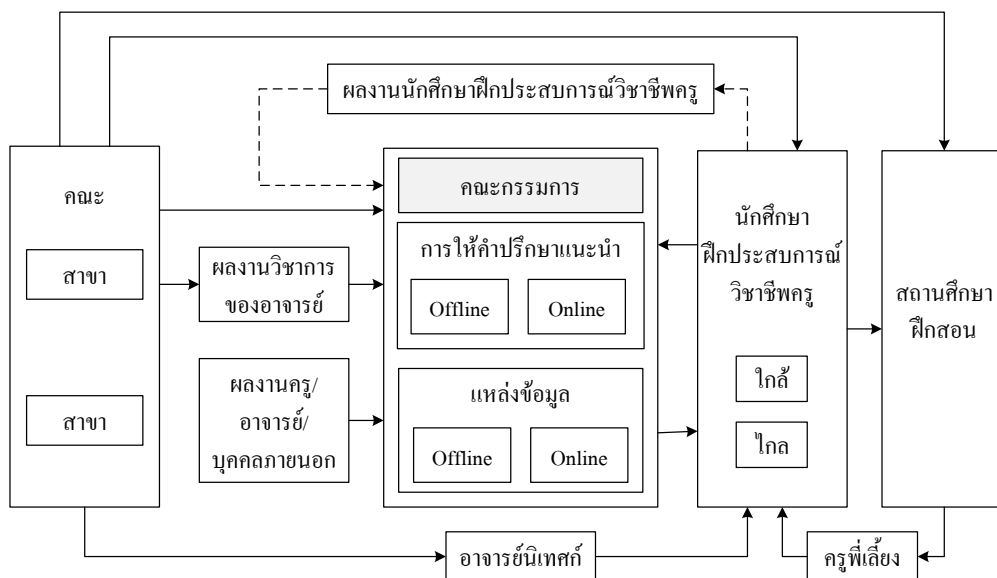 ผลงานนักศึกษาฝึกประสบการณ์วิชาชีพครู
คณะ
สาขา
สาขา
ผลงานวิชาการ
ของอาจารย์
ผลงานครู/
อาจารย์/
บุคคลภายนอก
คณะกรรมการ
การให้คำปรึกษาแนะนำ
Offline
Online
แหล่งข้อมูล
Offline
Online
นักศึกษา
ฝึกประสบการณ์
วิชาชีพครู
ใกล้
ไกล
สถานศึกษา
ฝึกสอน
อาจารย์นิเทศก์
ครูพี่เลี้ยง